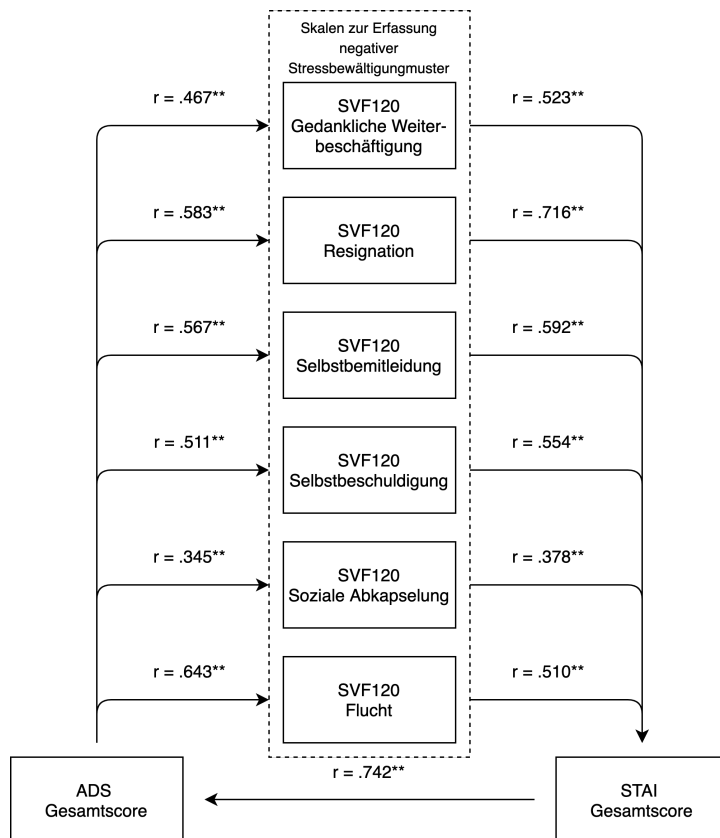 Skalen zur Erfassung
negativer
Stressbewältigungmuster
r = .467**
SVF120
Gedankliche Weiter-
beschäftigung
r = .523**
r = .583**
SVF120
Resignation
r = .716**
r = .567**
SVF120
Selbstbemitleidung
r = .592**
r = .511**
SVF120
Selbstbeschuldigung
r = .554**
r = .345**
SVF120
Soziale Abkapselung
r = .378**
r = .643**
SVF120
Flucht
r = .510**
ADS
Gesamtscore
r = .742**
STAI
Gesamtscore